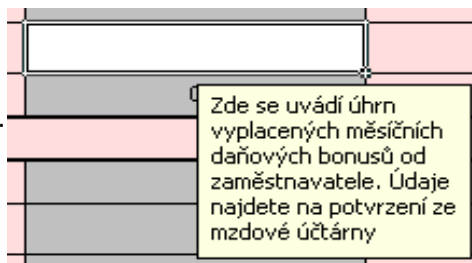 Zde se uvádí úhrn
vyplacených měsíčních
daňových bonusů od
zaměstnavatele. Údaje
najdete na potvrzení ze
mzdové účtárny